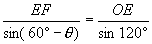 EF / sin( 60° − θ) = OE / sin 120°